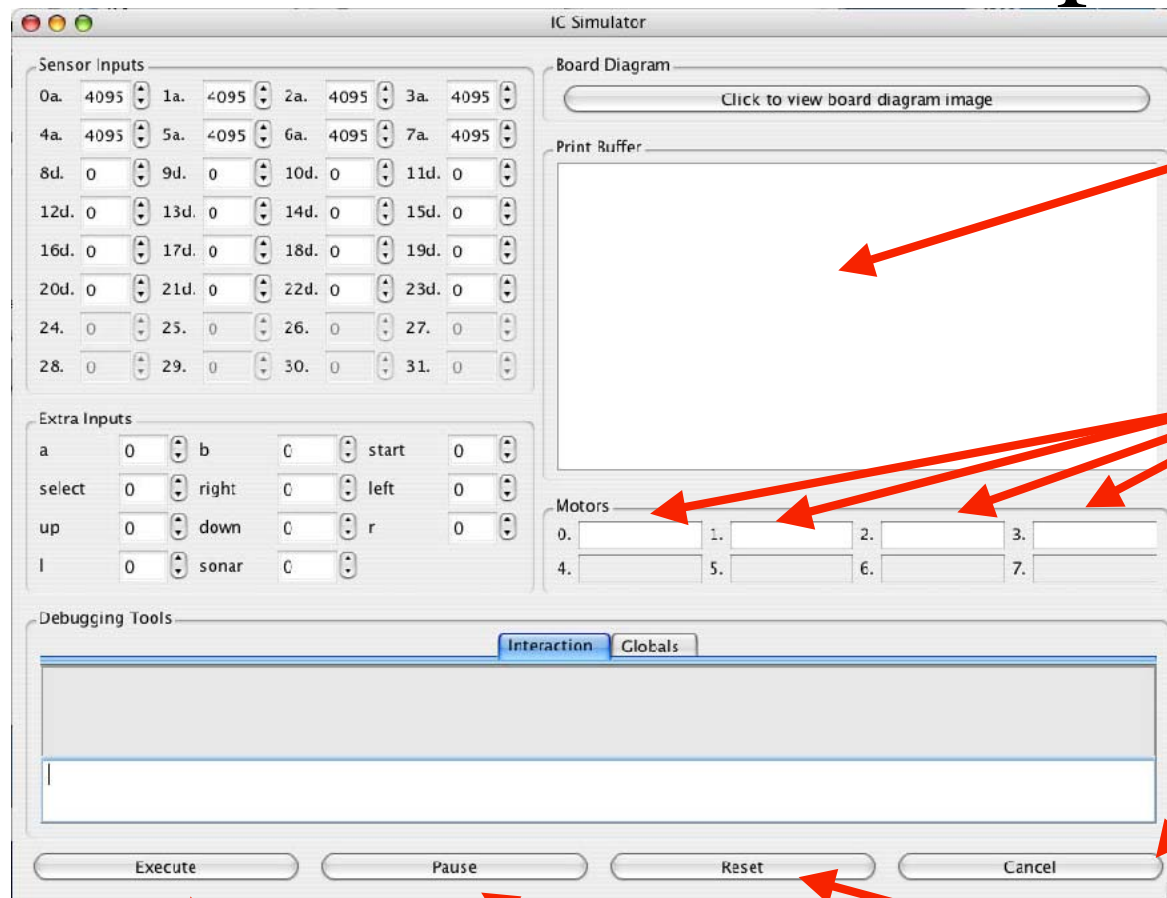 IC Simulator
Sensor Inputs
0a. 4095 1a. 4095 2a. 4095 3a. 4095
4a. 4095 5a. 4095 6a. 4095 7a. 4095
8d. 0 9d. 0 10d. 0 11d. 0
12d. 0 13d. 0 14d. 0 15d. 0
16d. 0 17d. 0 18d. 0 19d. 0
20d. 0 21d. 0 22d. 0 23d. 0
24. 0 25. 0 26. 0 27. 0
28. 0 29. 0 30. 0 31. 0
Extra Inputs
a 0 b 0 start 0
select 0 right 0 left 0
up 0 down 0 r 0
l 0 sonar 0
Board Diagram
Click to view board diagram image
Print Buffer
Motors
0. 1. 2. 3.
4. 5. 6. 7.
Debugging Tools
Interaction Globals
Execute Pause Reset Cancel